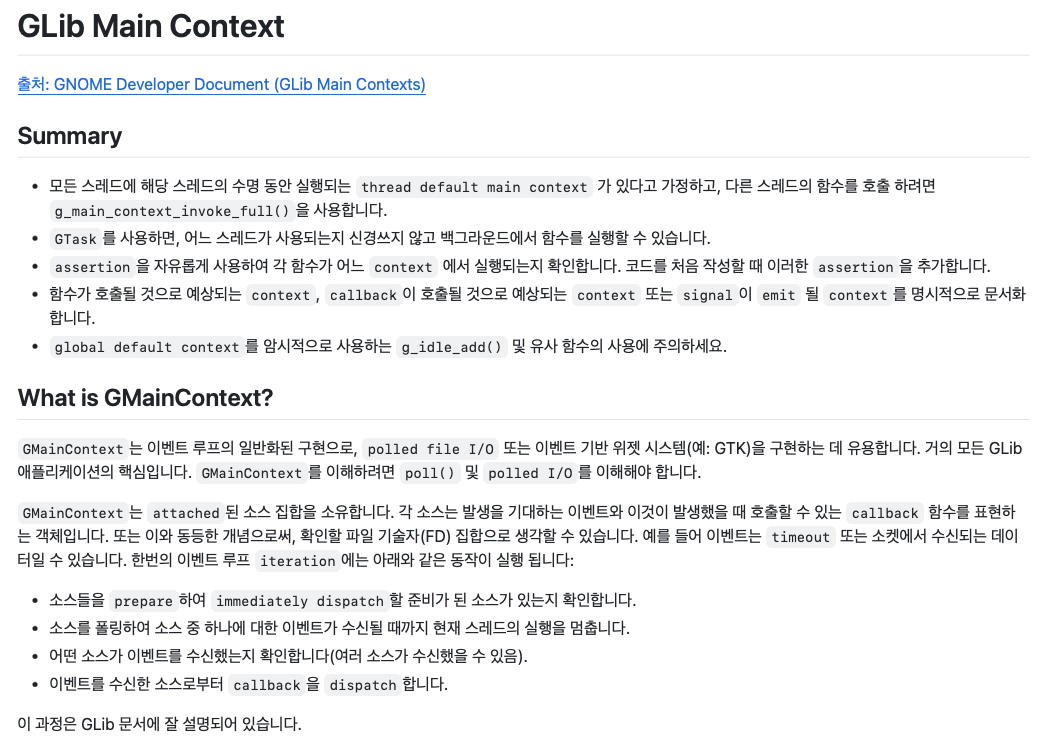 GLib Main Context
출처: GNOME Developer Document (GLib Main Contexts)
Summary
• 모든 스레드에 해당 스레드의 수명 동안 실행되는 thread default main context 가 있다고 가정하고, 다른 스레드의 함수를 호출 하려면
g_main_context_invoke_full() 을 사용합니다.
• GTask 를 사용하면, 어느 스레드가 사용되는지 신경쓰지 않고 백그라운드에서 함수를 실행할 수 있습니다.
• assertion 을 자유롭게 사용하여 각 함수가 어느 context 에서 실행되는지 확인합니다. 코드를 처음 작성할 때 이러한 assertion 을 추가합니다.
• 함수가 호출될 것으로 예상되는 context , callback 이 호출될 것으로 예상되는 context 또는 signal 이 emit 될 context 를 명시적으로 문서화
합니다.
• global default context 를 암시적으로 사용하는 g_idle_add() 및 유사 함수의 사용에 주의하세요.
What is GMainContext?
GMainContext 는 이벤트 루프의 일반화된 구현으로, polled file I/O 또는 이벤트 기반 위젯 시스템(예: GTK)을 구현하는 데 유용합니다. 거의 모든 GLib
애플리케이션의 핵심입니다. GMainContext 를 이해하려면 poll() 및 polled I/O 를 이해해야 합니다.
GMainContext 는 attached 된 소스 집합을 소유합니다. 각 소스는 발생을 기대하는 이벤트와 이것이 발생했을 때 호출할 수 있는 callback 함수를 표현하
는 객체입니다. 또는 이와 동등한 개념으로써, 확인할 파일 기술자(FD) 집합으로 생각할 수 있습니다. 예를 들어 이벤트는 timeout 또는 소켓에서 수신되는 데이
터일 수 있습니다. 한번의 이벤트 루프 iteration 에는 아래와 같은 동작이 실행 됩니다:
• 소스들을 prepare 하여 immediately dispatch 할 준비가 된 소스가 있는지 확인합니다.
• 소스를 폴링하여 소스 중 하나에 대한 이벤트가 수신될 때까지 현재 스레드의 실행을 멈춥니다.
• 어떤 소스가 이벤트를 수신했는지 확인합니다(여러 소스가 수신했을 수 있음).
• 이벤트를 수신한 소스로부터 callback 을 dispatch 합니다.
이 과정은 GLib 문서에 잘 설명되어 있습니다.